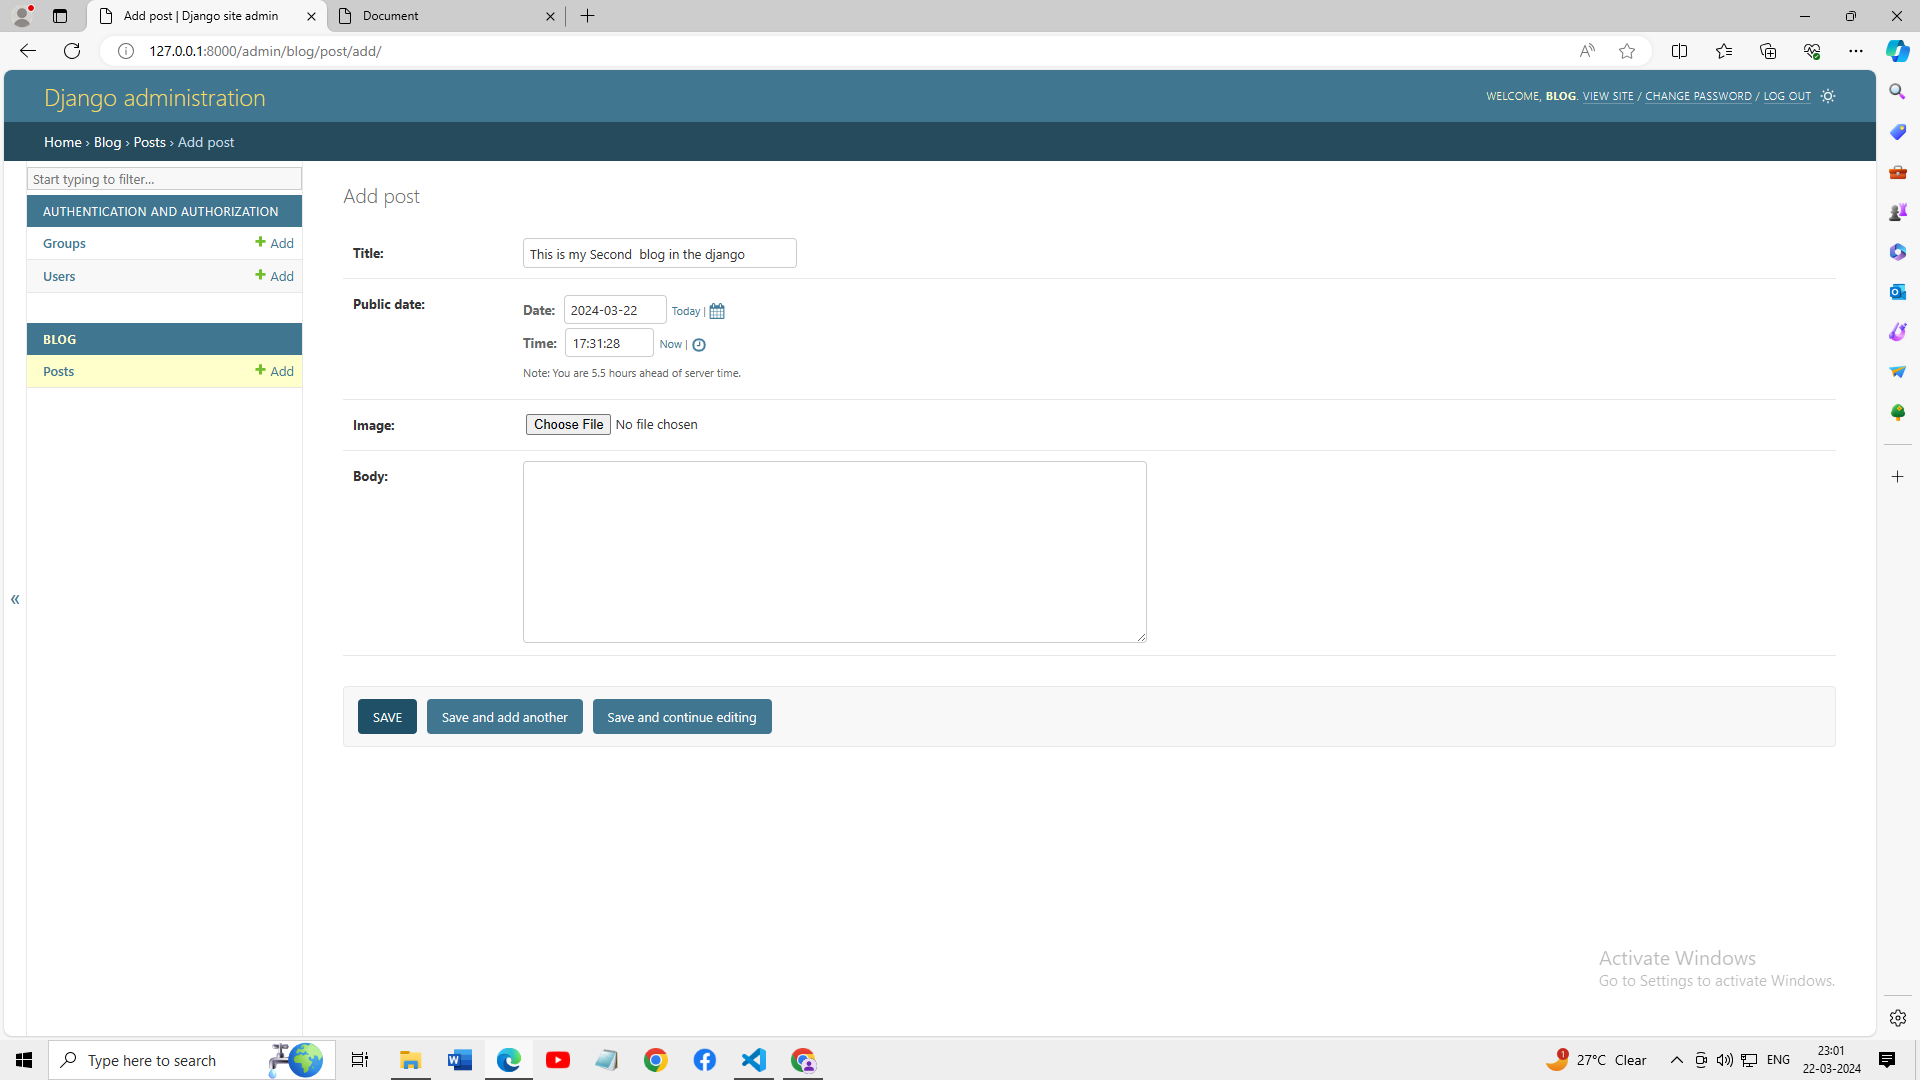 Add post | Django site admin
Document
127.0.0.1:8000/admin/blog/post/add/
Django administration
WELCOME, BLOG. VIEW SITE / CHANGE PASSWORD / LOG OUT
Home › Blog › Posts › Add post
Start typing to filter...
AUTHENTICATION AND AUTHORIZATION
Groups + Add
Users + Add
BLOG
Posts + Add
«
Add post
Title: This is my Second  blog in the django
Public date:
Date: 2024-03-22 Today |
Time: 17:31:28 Now |
Note: You are 5.5 hours ahead of server time.
Image: Choose File No file chosen
Body:
SAVE Save and add another Save and continue editing
Activate Windows
Go to Settings to activate Windows.
Type here to search
1
27°C Clear
ENG
23:01
22-03-2024